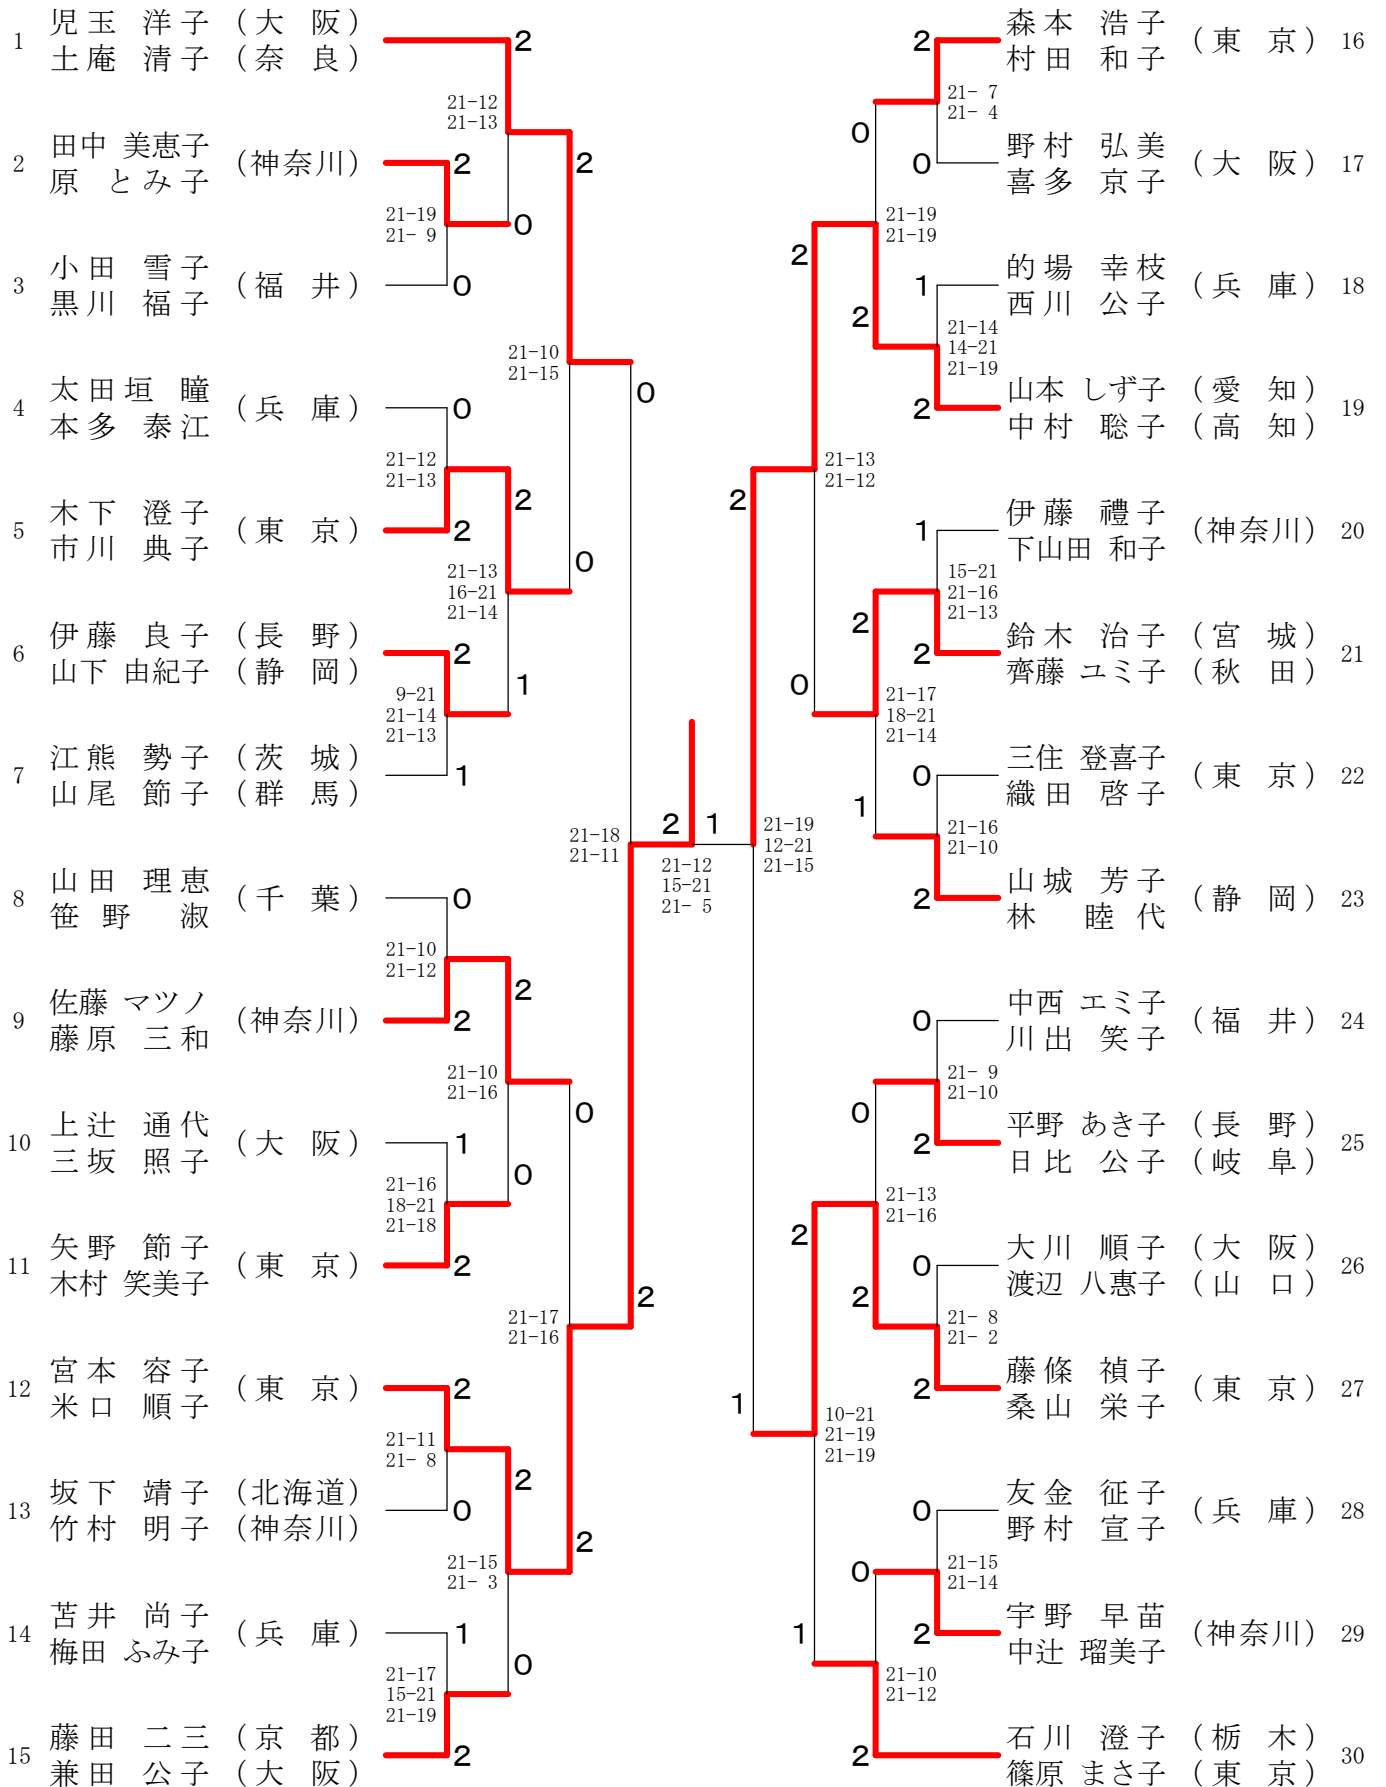 1 児玉 洋子 (大 阪)
土庵 清子 (奈 良)
2
21-12
21-13
2 田中 美恵子 (神奈川)
原 とみ子
2
2
21-19
21- 9
0
3 小田 雪子 (福 井)
黒川 福子
0
21-10
21-15
0
4 太田垣 瞳 (兵 庫)
本多 泰江
0
21-12
21-13
2
5 木下 澄子 (東 京)
市川 典子
2
0
21-13
16-21
21-14
6 伊藤 良子 (長 野)
山下 由紀子 (静 岡)
2
1
9-21
21-14
21-13
7 江熊 勢子 (茨 城)
山尾 節子 (群 馬)
1
21-18
21-11
2 1
21-12
15-21
21- 5
8 山田 理恵 (千 葉)
笹野 淑
0
21-10
21-12
2
9 佐藤 マツノ (神奈川)
藤原 三和
2
21-10
21-16
0
10 上辻 通代 (大 阪)
三坂 照子
1
0
21-16
18-21
21-18
11 矢野 節子 (東 京)
木村 笑美子
2
2
21-17
21-16
12 宮本 容子 (東 京)
米口 順子
2
21-11
21- 8
2
13 坂下 靖子 (北海道)
竹村 明子 (神奈川)
0
2
21-15
21- 3
14 苫井 尚子 (兵 庫)
梅田 ふみ子
1
0
21-17
15-21
21-19
15 藤田 二三 (京 都)
兼田 公子 (大 阪)
2
2 森本 浩子 (東 京) 16
村田 和子
21- 7
21- 4
0
0 野村 弘美 (大 阪) 17
喜多 京子
21-19
21-19
2
1 的場 幸枝 (兵 庫) 18
西川 公子
2
21-14
14-21
21-19
2 山本 しず子 (愛 知) 19
中村 聡子 (高 知)
21-13
21-12
2
1 伊藤 禮子 (神奈川) 20
下山田 和子
15-21
21-16
21-13
2
2 鈴木 治子 (宮 城) 21
齊藤 ユミ子 (秋 田)
0
21-17
18-21
21-14
0 三住 登喜子 (東 京) 22
織田 啓子
1
21-19
12-21
21-15
21-16
21-10
2 山城 芳子 (静 岡) 23
林 睦代
0 中西 エミ子 (福 井) 24
川出 笑子
21- 9
21-10
0
2 平野 あき子 (長 野) 25
日比 公子 (岐 阜)
21-13
21-16
2
0 大川 順子 (大 阪) 26
渡辺 八惠子 (山 口)
2
21- 8
21- 2
2 藤條 禎子 (東 京) 27
桑山 栄子
1
10-21
21-19
21-19
0 友金 征子 (兵 庫) 28
野村 宣子
0
21-15
21-14
1
2 宇野 早苗 (神奈川) 29
中辻 瑠美子
21-10
21-12
2 石川 澄子 (栃 木) 30
篠原 まさ子 (東 京)